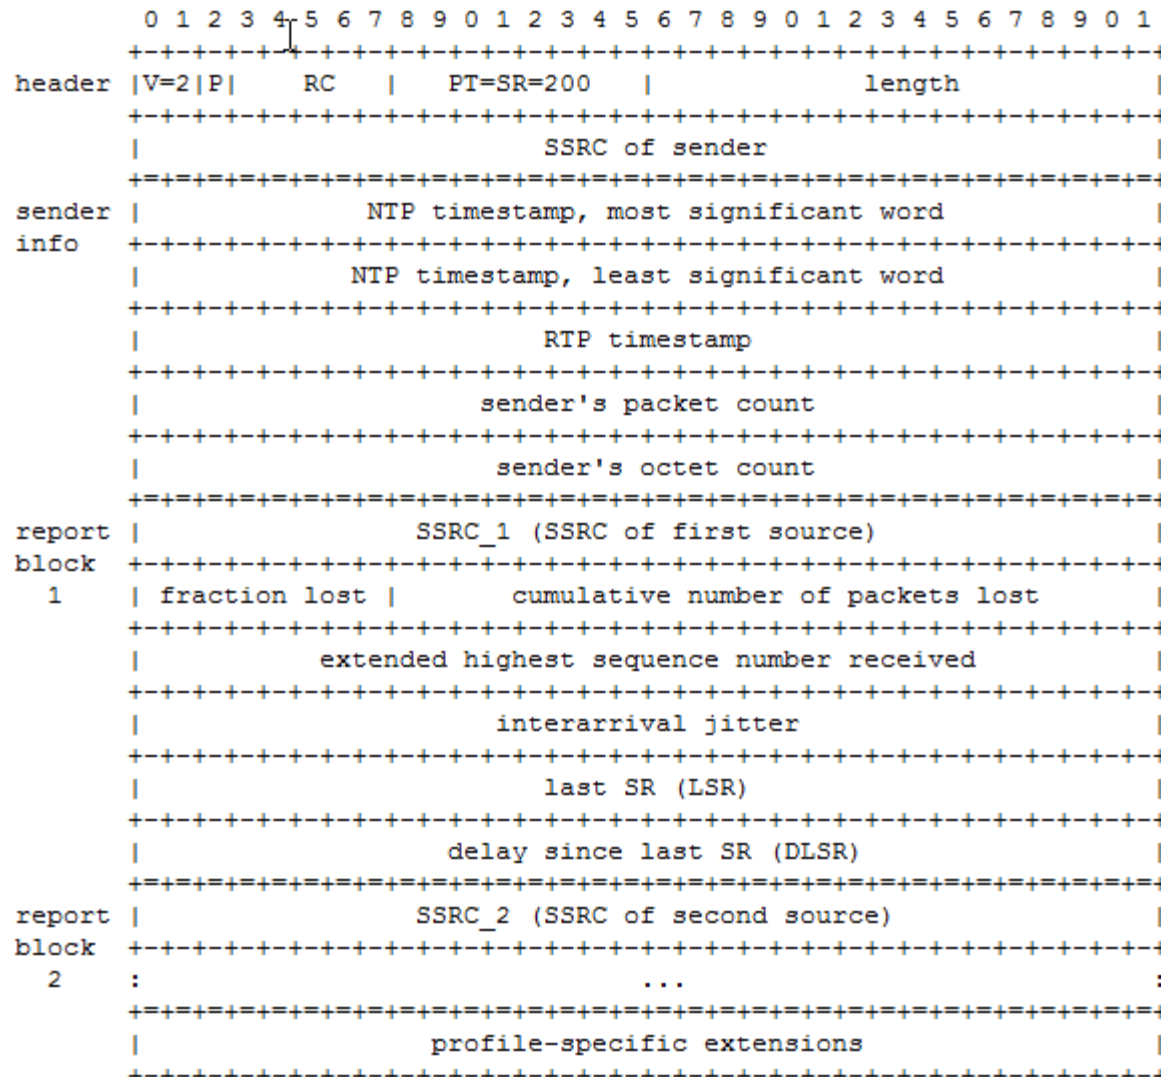 0 1 2 3 4 5 6 7 8 9 0 1 2 3 4 5 6 7 8 9 0 1 2 3 4 5 6 7 8 9 0 1
       +-+-+-+-+-+-+-+-+-+-+-+-+-+-+-+-+-+-+-+-+-+-+-+-+-+-+-+-+-+-+-+-+
header |V=2|P|    RC   |   PT=SR=200   |             length            |
       +-+-+-+-+-+-+-+-+-+-+-+-+-+-+-+-+-+-+-+-+-+-+-+-+-+-+-+-+-+-+-+-+
       |                         SSRC of sender                        |
       +=+=+=+=+=+=+=+=+=+=+=+=+=+=+=+=+=+=+=+=+=+=+=+=+=+=+=+=+=+=+=+=+
sender |              NTP timestamp, most significant word             |
info   +-+-+-+-+-+-+-+-+-+-+-+-+-+-+-+-+-+-+-+-+-+-+-+-+-+-+-+-+-+-+-+-+
       |             NTP timestamp, least significant word             |
       +-+-+-+-+-+-+-+-+-+-+-+-+-+-+-+-+-+-+-+-+-+-+-+-+-+-+-+-+-+-+-+-+
       |                         RTP timestamp                         |
       +-+-+-+-+-+-+-+-+-+-+-+-+-+-+-+-+-+-+-+-+-+-+-+-+-+-+-+-+-+-+-+-+
       |                     sender's packet count                     |
       +-+-+-+-+-+-+-+-+-+-+-+-+-+-+-+-+-+-+-+-+-+-+-+-+-+-+-+-+-+-+-+-+
       |                      sender's octet count                     |
       +=+=+=+=+=+=+=+=+=+=+=+=+=+=+=+=+=+=+=+=+=+=+=+=+=+=+=+=+=+=+=+=+
report |                 SSRC_1 (SSRC of first source)                 |
block  +-+-+-+-+-+-+-+-+-+-+-+-+-+-+-+-+-+-+-+-+-+-+-+-+-+-+-+-+-+-+-+-+
  1    | fraction lost |       cumulative number of packets lost       |
       +-+-+-+-+-+-+-+-+-+-+-+-+-+-+-+-+-+-+-+-+-+-+-+-+-+-+-+-+-+-+-+-+
       |           extended highest sequence number received           |
       +-+-+-+-+-+-+-+-+-+-+-+-+-+-+-+-+-+-+-+-+-+-+-+-+-+-+-+-+-+-+-+-+
       |                      interarrival jitter                      |
       +-+-+-+-+-+-+-+-+-+-+-+-+-+-+-+-+-+-+-+-+-+-+-+-+-+-+-+-+-+-+-+-+
       |                         last SR (LSR)                         |
       +-+-+-+-+-+-+-+-+-+-+-+-+-+-+-+-+-+-+-+-+-+-+-+-+-+-+-+-+-+-+-+-+
       |                   delay since last SR (DLSR)                  |
       +=+=+=+=+=+=+=+=+=+=+=+=+=+=+=+=+=+=+=+=+=+=+=+=+=+=+=+=+=+=+=+=+
report |                 SSRC_2 (SSRC of second source)                |
block  +-+-+-+-+-+-+-+-+-+-+-+-+-+-+-+-+-+-+-+-+-+-+-+-+-+-+-+-+-+-+-+-+
  2    :                               ...                             :
       +=+=+=+=+=+=+=+=+=+=+=+=+=+=+=+=+=+=+=+=+=+=+=+=+=+=+=+=+=+=+=+=+
       |                  profile-specific extensions                  |
       +-+-+-+-+-+-+-+-+-+-+-+-+-+-+-+-+-+-+-+-+-+-+-+-+-+-+-+-+-+-+-+-+